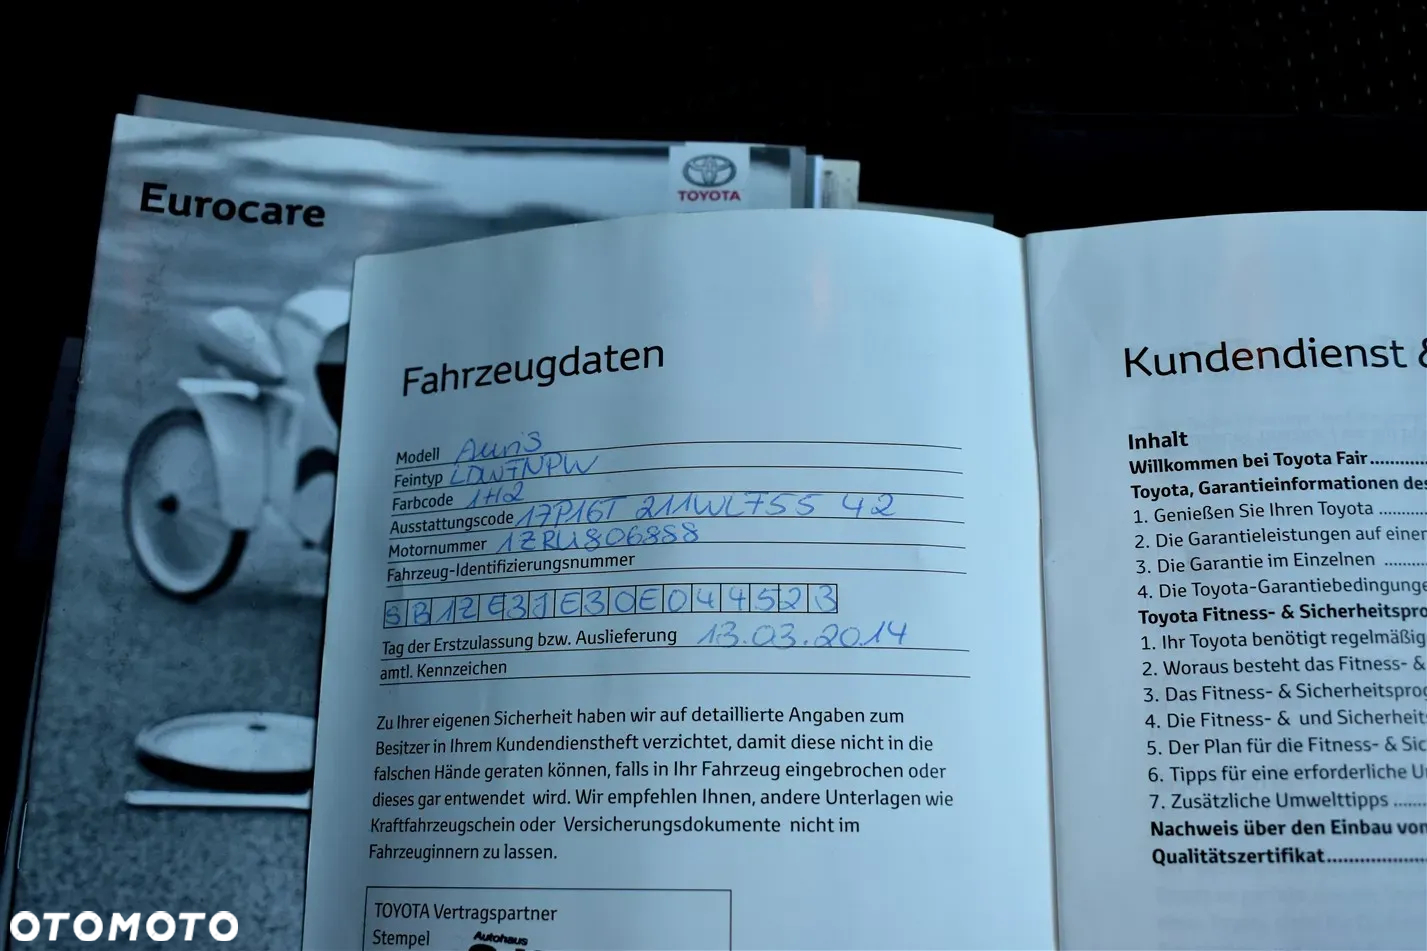 Eurocare
TOYOTA
Fahrzeugdaten
Modell Auris
Feintyp LDW7NPW
Farbcode 1H2
Ausstattungscode 17P16T 211WL755 42
Motornummer 1ZRU806888
Fahrzeug-Identifizierungsnummer
SB1ZE3JE30E044523
Tag der Erstzulassung bzw. Auslieferung 13.03.2014
amtl. Kennzeichen
Zu Ihrer eigenen Sicherheit haben wir auf detaillierte Angaben zum
Besitzer in Ihrem Kundendienstheft verzichtet, damit diese nicht in die
falschen Hände geraten können, falls in Ihr Fahrzeug eingebrochen oder
dieses gar entwendet wird. Wir empfehlen Ihnen, andere Unterlagen wie
Kraftfahrzeugschein oder Versicherungsdokumente nicht im
Fahrzeuginnern zu lassen.
TOYOTA Vertragspartner
Stempel
Autohaus
Kundendienst &
Inhalt
Willkommen bei Toyota Fair..........
Toyota, Garantieinformationen des
1. Genießen Sie Ihren Toyota ..........
2. Die Garantieleistungen auf einen
3. Die Garantie im Einzelnen ..........
4. Die Toyota-Garantiebedingunge
Toyota Fitness- & Sicherheitspro
1. Ihr Toyota benötigt regelmäßig
2. Woraus besteht das Fitness- &
3. Das Fitness- & Sicherheitsprog
4. Die Fitness- & und Sicherheit
5. Der Plan für die Fitness- & Sic
6. Tipps für eine erforderliche U
7. Zusätzliche Umwelttipps ......
Nachweis über den Einbau von
Qualitätszertifikat....................
OTOMOTO